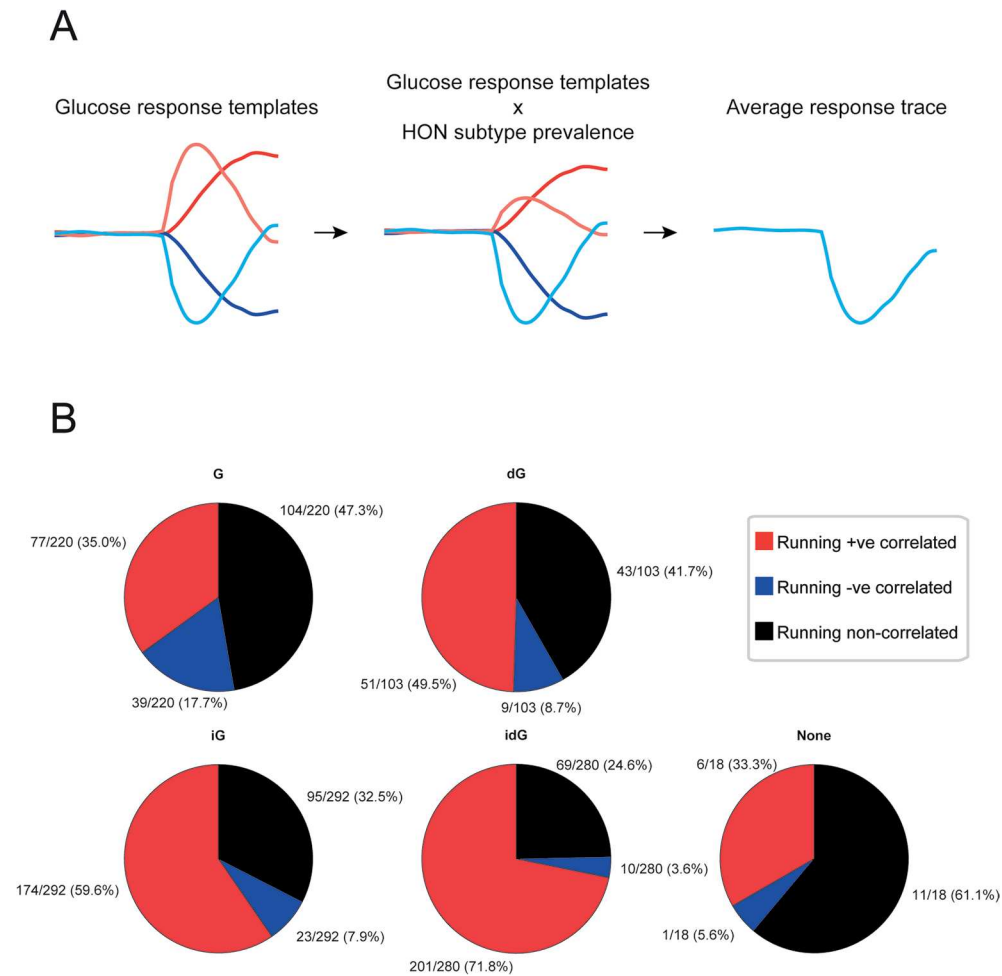 A
Glucose response templates
Glucose response templates
x
HON subtype prevalence
Average response trace
B
G
104/220 (47.3%)
77/220 (35.0%)
39/220 (17.7%)
dG
43/103 (41.7%)
51/103 (49.5%)
9/103 (8.7%)
Running +ve correlated
Running -ve correlated
Running non-correlated
iG
95/292 (32.5%)
174/292 (59.6%)
23/292 (7.9%)
idG
69/280 (24.6%)
10/280 (3.6%)
201/280 (71.8%)
None
6/18 (33.3%)
11/18 (61.1%)
1/18 (5.6%)